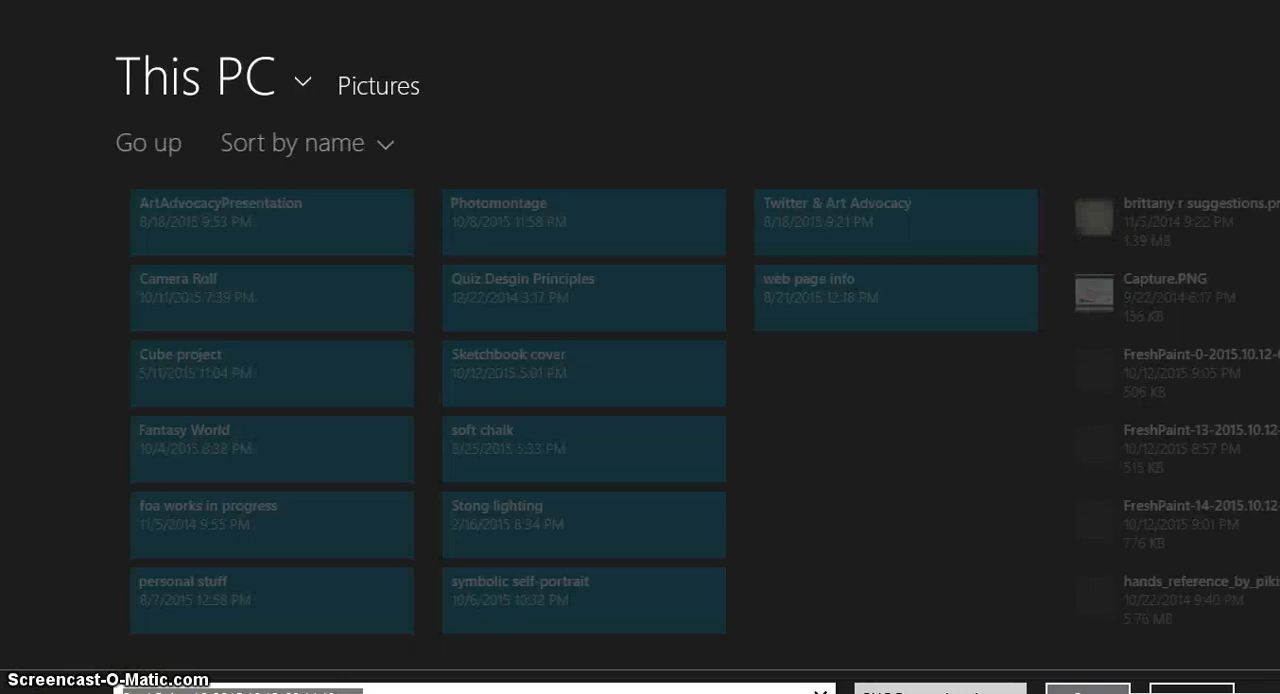 This PC Pictures
Go up Sort by name
ArtAdvocacyPresentation
8/18/2015 9:53 PM
Camera Roll
10/11/2015 7:39 PM
Cube project
5/11/2015 11:04 PM
Fantasy World
10/4/2015 8:38 PM
foa works in progress
11/5/2014 9:55 PM
personal stuff
8/7/2015 12:58 PM
Photomontage
10/8/2015 11:58 PM
Quiz Desgin Principles
12/22/2014 3:17 PM
Sketchbook cover
10/12/2015 5:01 PM
soft chalk
8/25/2015 5:33 PM
Stong lighting
2/16/2015 8:34 PM
symbolic self-portrait
10/6/2015 10:32 PM
Twitter & Art Advocacy
8/18/2015 9:21 PM
web page info
8/21/2015 12:18 PM
brittany r suggestions.pr
11/5/2014 9:22 PM
1.39 MB
Capture.PNG
9/22/2014 6:17 PM
156 KB
FreshPaint-0-2015.10.12-
10/12/2015 9:05 PM
506 KB
FreshPaint-13-2015.10.12-
10/12/2015 8:57 PM
515 KB
FreshPaint-14-2015.10.12-
10/12/2015 9:01 PM
776 KB
hands_reference_by_pikis
10/22/2014 9:40 PM
5.76 MB
Screencast-O-Matic.com